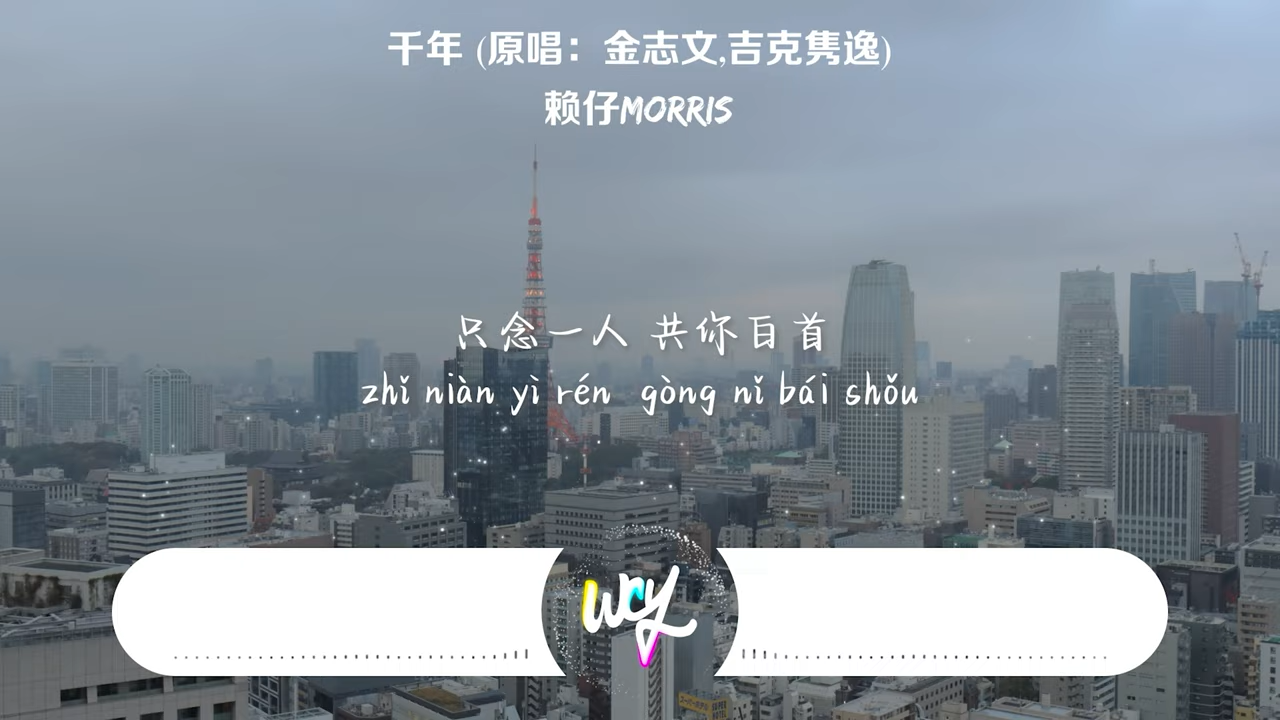 千年 (原唱：金志文,吉克隽逸)
赖仔MORRIS
只念一人 共你白首
zhǐ niàn yì rén gòng nǐ bái shǒu
wcy